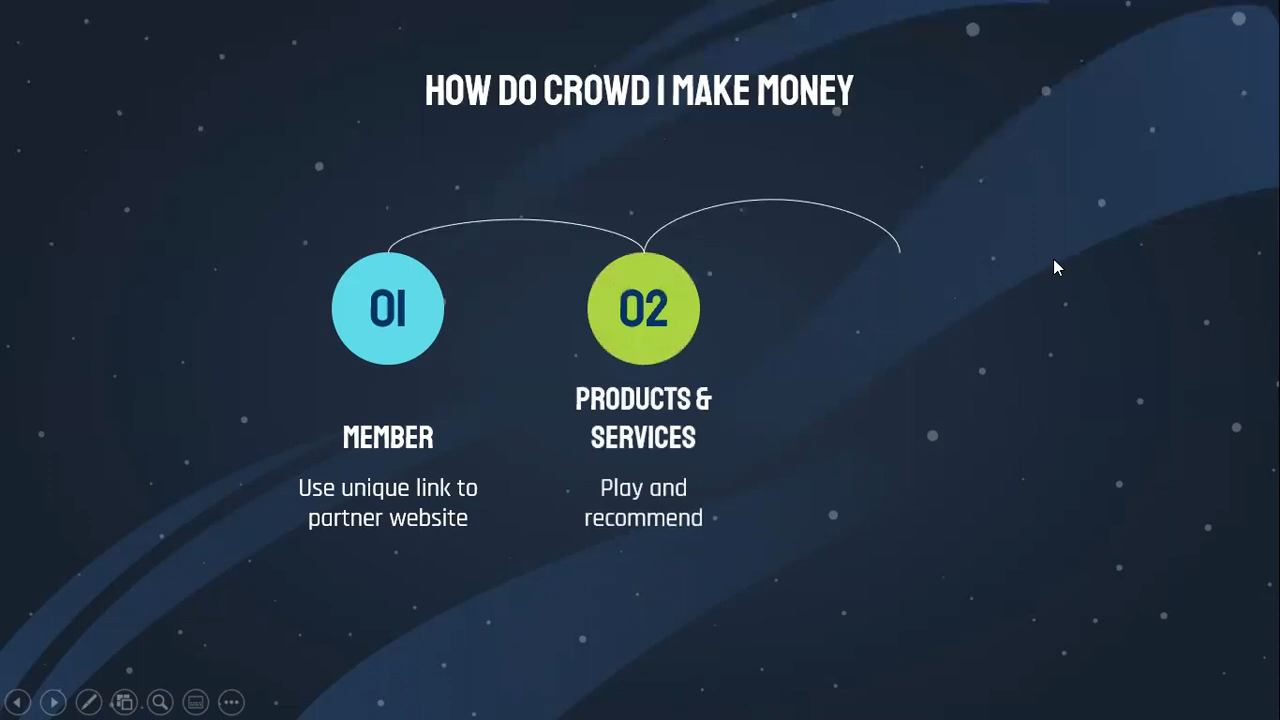 HOW DO CROWD I MAKE MONEY
01
02
MEMBER
PRODUCTS &
SERVICES
Use unique link to
partner website
Play and
recommend